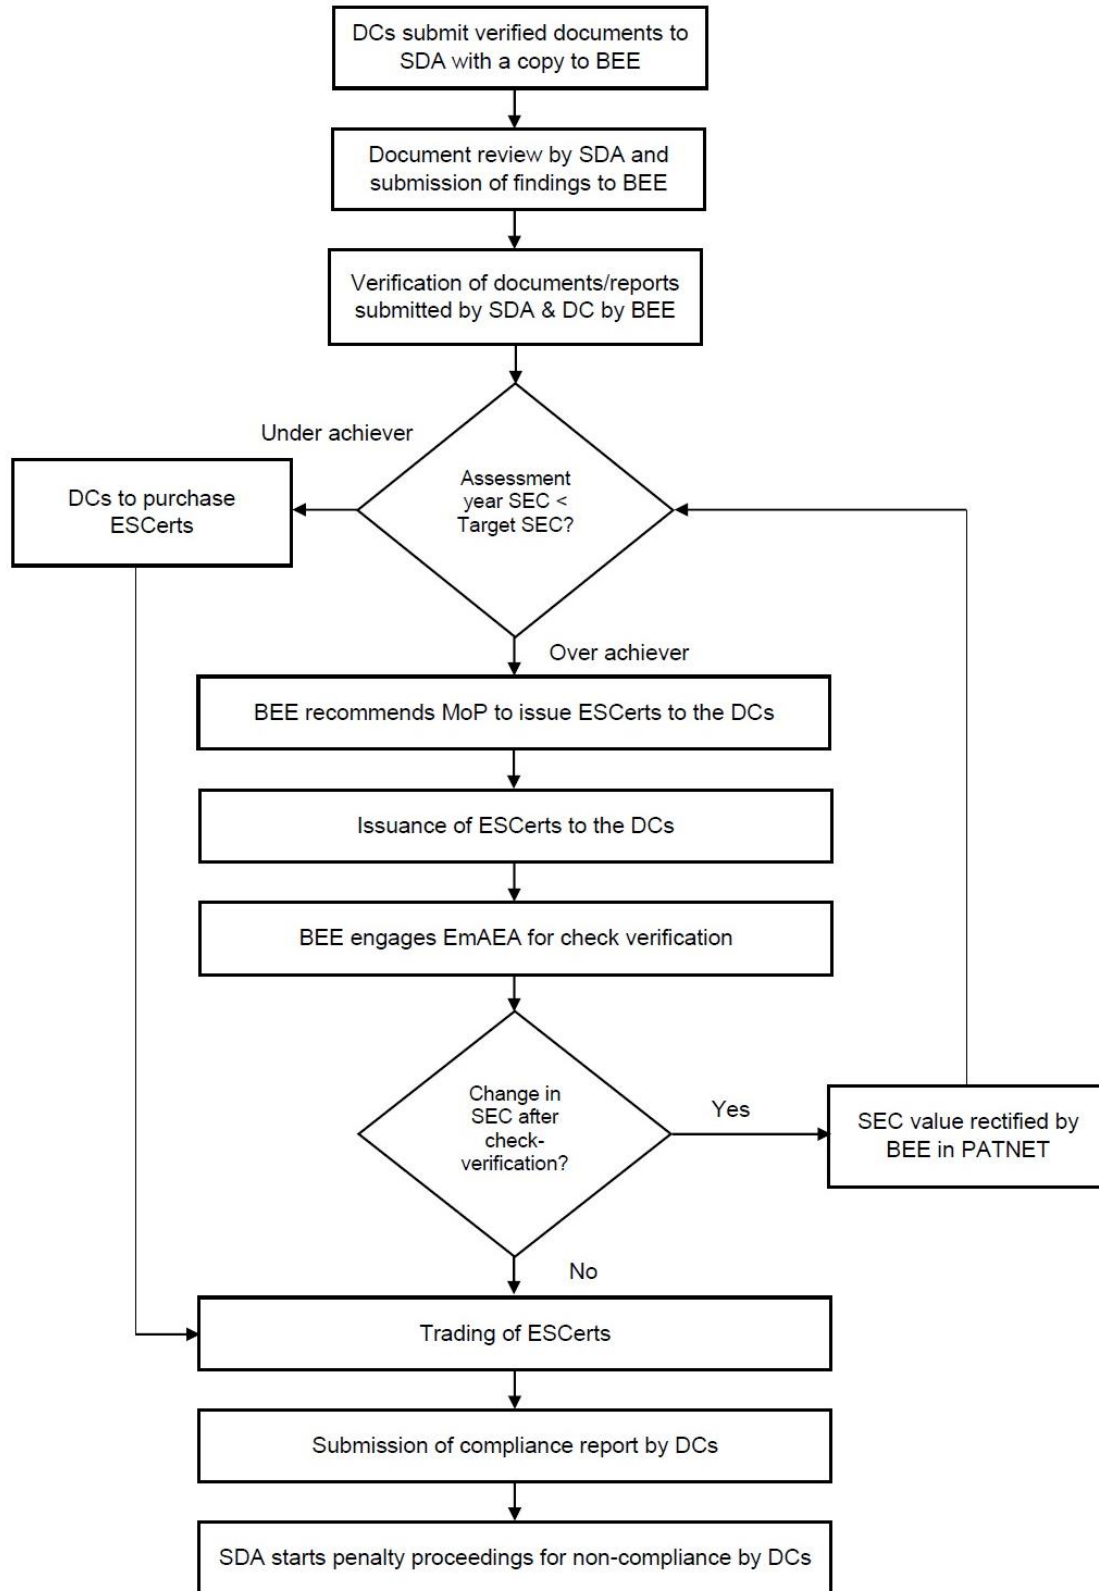 DCs submit verified documents to
SDA with a copy to BEE
Document review by SDA and
submission of findings to BEE
Verification of documents/reports
submitted by SDA & DC by BEE
Under achiever
Assessment
year SEC <
Target SEC?
DCs to purchase
ESCerts
Over achiever
BEE recommends MoP to issue ESCerts to the DCs
Issuance of ESCerts to the DCs
BEE engages EmAEA for check verification
Change in
SEC after
check-
verification?
Yes
SEC value rectified by
BEE in PATNET
No
Trading of ESCerts
Submission of compliance report by DCs
SDA starts penalty proceedings for non-compliance by DCs